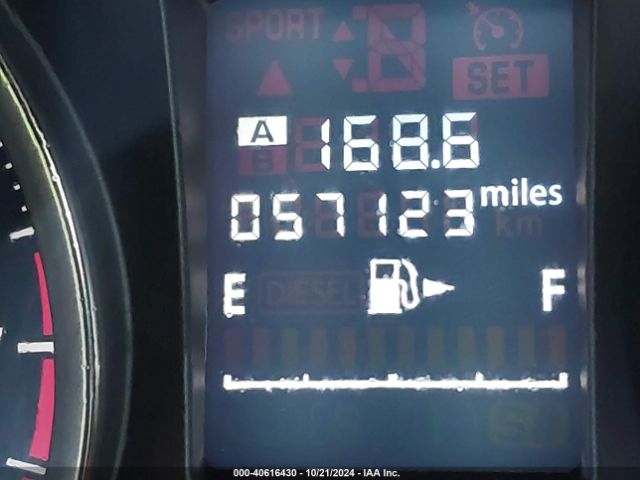 SPORT
SET
A 168.6
B
057123 miles
km
E DIESEL F
000-40616430 - 10/21/2024 - IAA Inc.